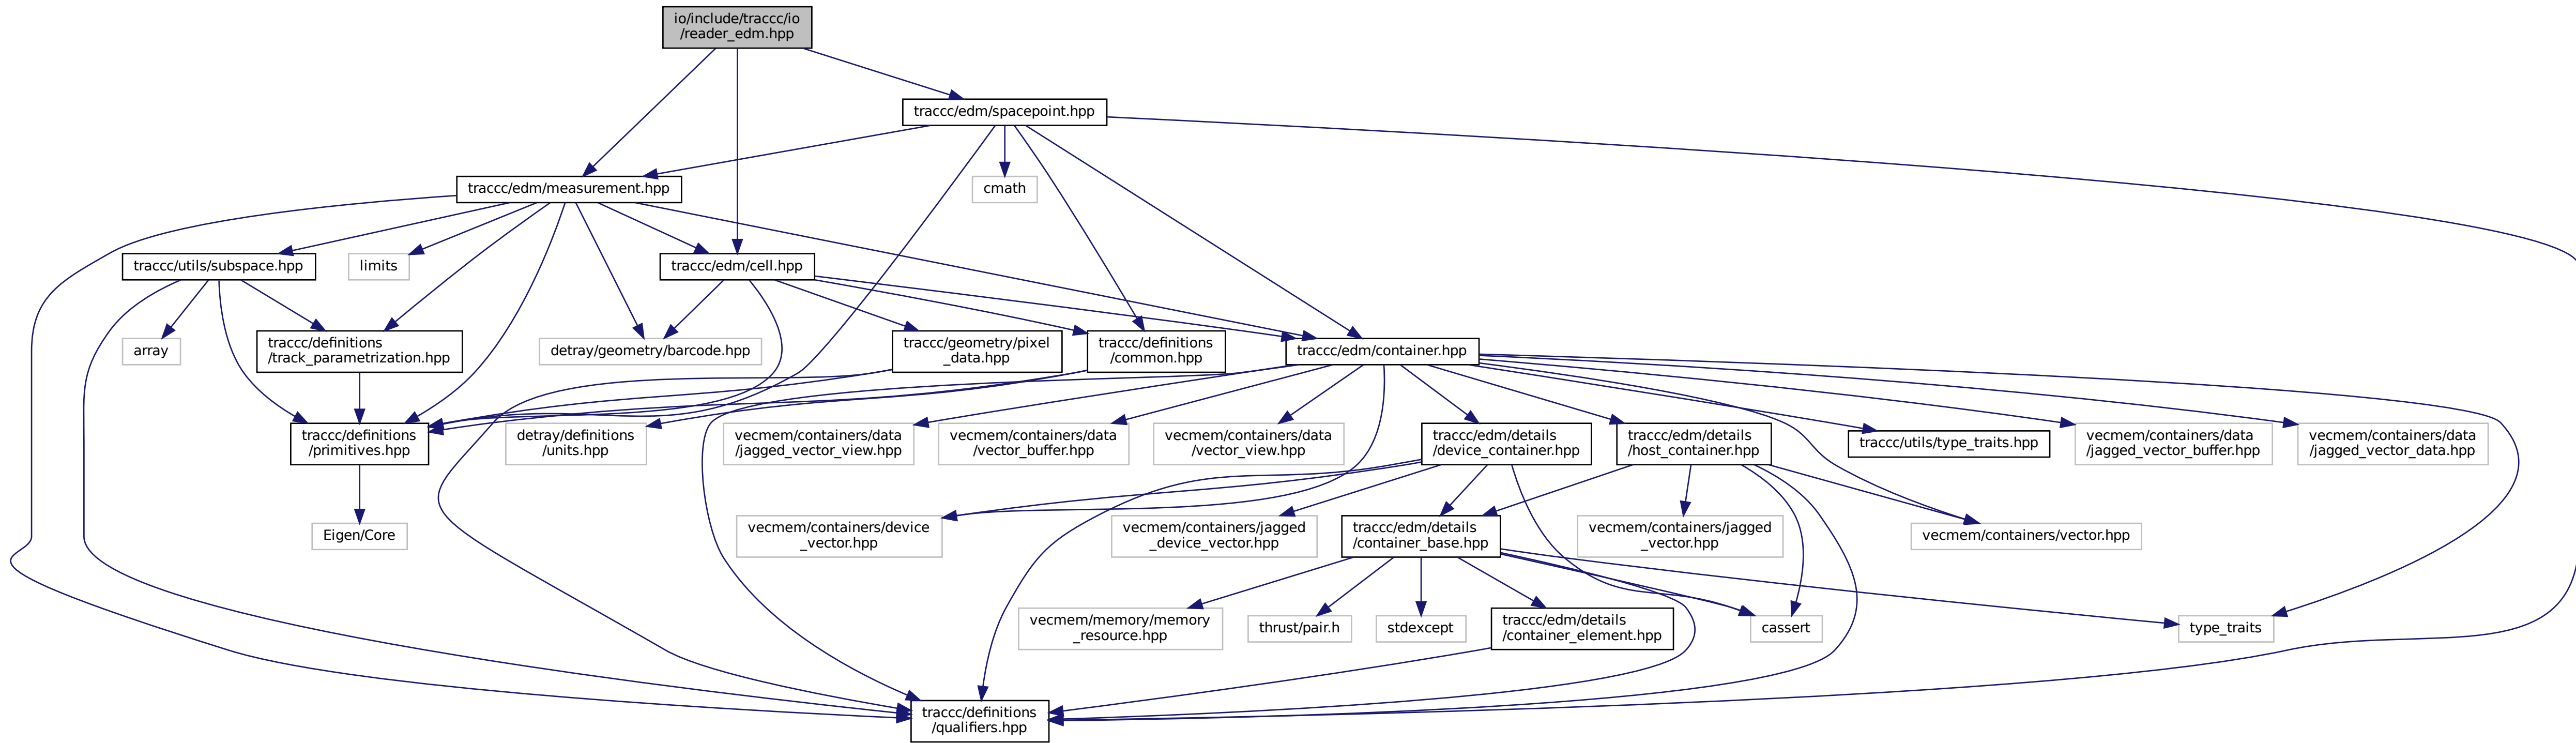 io/include/traccc/io
/reader_edm.hpp
traccc/edm/spacepoint.hpp
traccc/edm/measurement.hpp
cmath
traccc/utils/subspace.hpp
limits
traccc/edm/cell.hpp
array
traccc/definitions
/track_parametrization.hpp
detray/geometry/barcode.hpp
traccc/geometry/pixel
_data.hpp
traccc/definitions
/common.hpp
traccc/edm/container.hpp
traccc/definitions
/primitives.hpp
detray/definitions
/units.hpp
vecmem/containers/data
/jagged_vector_view.hpp
vecmem/containers/data
/vector_buffer.hpp
vecmem/containers/data
/vector_view.hpp
traccc/edm/details
/device_container.hpp
traccc/edm/details
/host_container.hpp
traccc/utils/type_traits.hpp
vecmem/containers/data
/jagged_vector_buffer.hpp
vecmem/containers/data
/jagged_vector_data.hpp
Eigen/Core
vecmem/containers/device
_vector.hpp
vecmem/containers/jagged
_device_vector.hpp
traccc/edm/details
/container_base.hpp
vecmem/containers/jagged
_vector.hpp
vecmem/containers/vector.hpp
vecmem/memory/memory
_resource.hpp
thrust/pair.h
stdexcept
traccc/edm/details
/container_element.hpp
cassert
type_traits
traccc/definitions
/qualifiers.hpp